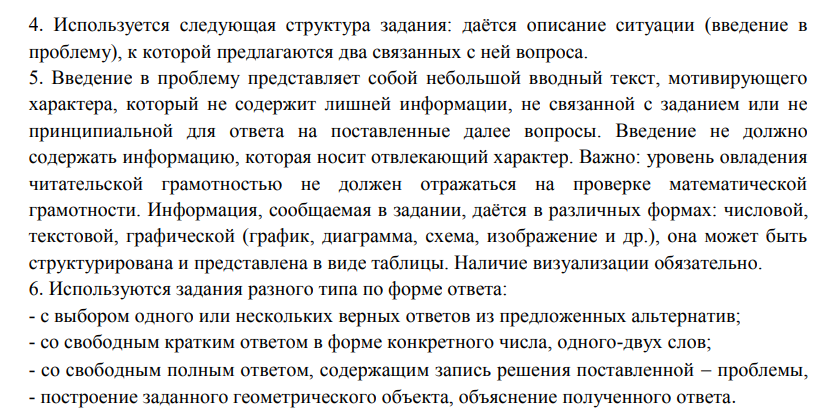 4. Используется следующая структура задания: даётся описание ситуации (введение в
проблему), к которой предлагаются два связанных с ней вопроса.
5. Введение в проблему представляет собой небольшой вводный текст, мотивирующего
характера, который не содержит лишней информации, не связанной с заданием или не
принципиальной для ответа на поставленные далее вопросы. Введение не должно
содержать информацию, которая носит отвлекающий характер. Важно: уровень овладения
читательской грамотностью не должен отражаться на проверке математической
грамотности. Информация, сообщаемая в задании, даётся в различных формах: числовой,
текстовой, графической (график, диаграмма, схема, изображение и др.), она может быть
структурирована и представлена в виде таблицы. Наличие визуализации обязательно.
6. Используются задания разного типа по форме ответа:
- с выбором одного или нескольких верных ответов из предложенных альтернатив;
- со свободным кратким ответом в форме конкретного числа, одного-двух слов;
- со свободным полным ответом, содержащим запись решения поставленной – проблемы,
- построение заданного геометрического объекта, объяснение полученного ответа.